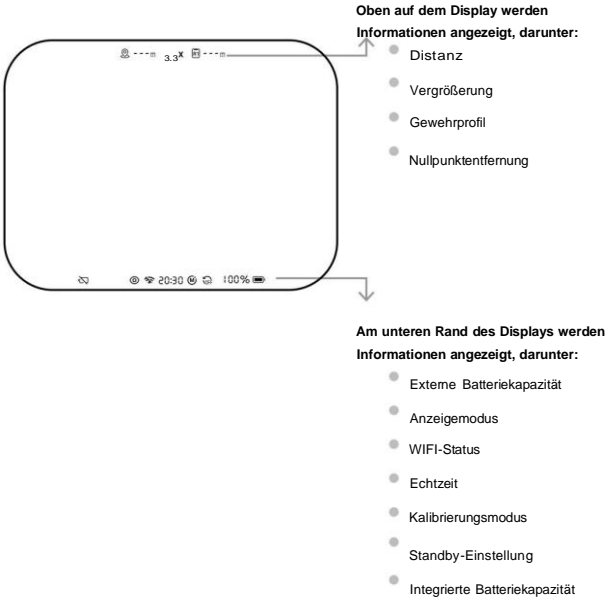 Oben auf dem Display werden
Informationen angezeigt, darunter:
---m 3.3x ---m
Distanz
Vergrößerung
Gewehrprofil
Nullpunktentfernung
20:30 M 100%
Am unteren Rand des Displays werden
Informationen angezeigt, darunter:
Externe Batteriekapazität
Anzeigemodus
WIFI-Status
Echtzeit
Kalibrierungsmodus
Standby-Einstellung
Integrierte Batteriekapazität